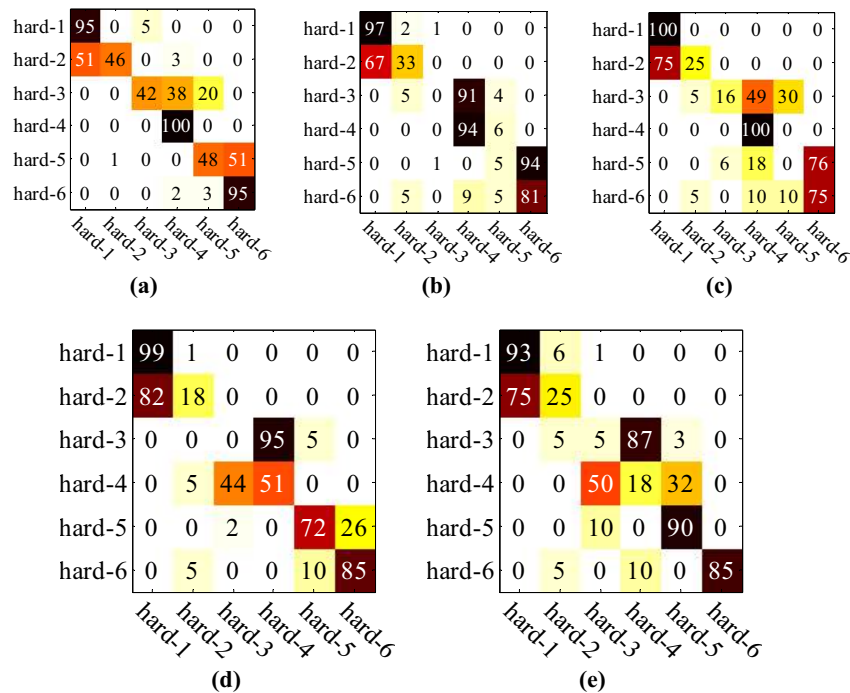 hard-1 95 0 5 0 0 0
hard-2 51 46 0 3 0 0
hard-3 0 0 42 38 20 0
hard-4 0 0 0 100 0 0
hard-5 0 1 0 0 48 51
hard-6 0 0 0 2 3 95
hard-1 hard-2 hard-3 hard-4 hard-5 hard-6
(a)
hard-1 97 2 1 0 0 0
hard-2 67 33 0 0 0 0
hard-3 0 5 0 91 4 0
hard-4 0 0 0 94 6 0
hard-5 0 0 1 0 5 94
hard-6 0 5 0 9 5 81
hard-1 hard-2 hard-3 hard-4 hard-5 hard-6
(b)
hard-1 100 0 0 0 0 0
hard-2 75 25 0 0 0 0
hard-3 0 5 16 49 30 0
hard-4 0 0 0 100 0 0
hard-5 0 0 6 18 0 76
hard-6 0 5 0 10 10 75
hard-1 hard-2 hard-3 hard-4 hard-5 hard-6
(c)
hard-1 99 1 0 0 0 0
hard-2 82 18 0 0 0 0
hard-3 0 0 0 95 5 0
hard-4 0 5 44 51 0 0
hard-5 0 0 2 0 72 26
hard-6 0 5 0 0 10 85
hard-1 hard-2 hard-3 hard-4 hard-5 hard-6
(d)
hard-1 93 6 1 0 0 0
hard-2 75 25 0 0 0 0
hard-3 0 5 5 87 3 0
hard-4 0 0 50 18 32 0
hard-5 0 0 10 0 90 0
hard-6 0 5 0 10 0 85
hard-1 hard-2 hard-3 hard-4 hard-5 hard-6
(e)